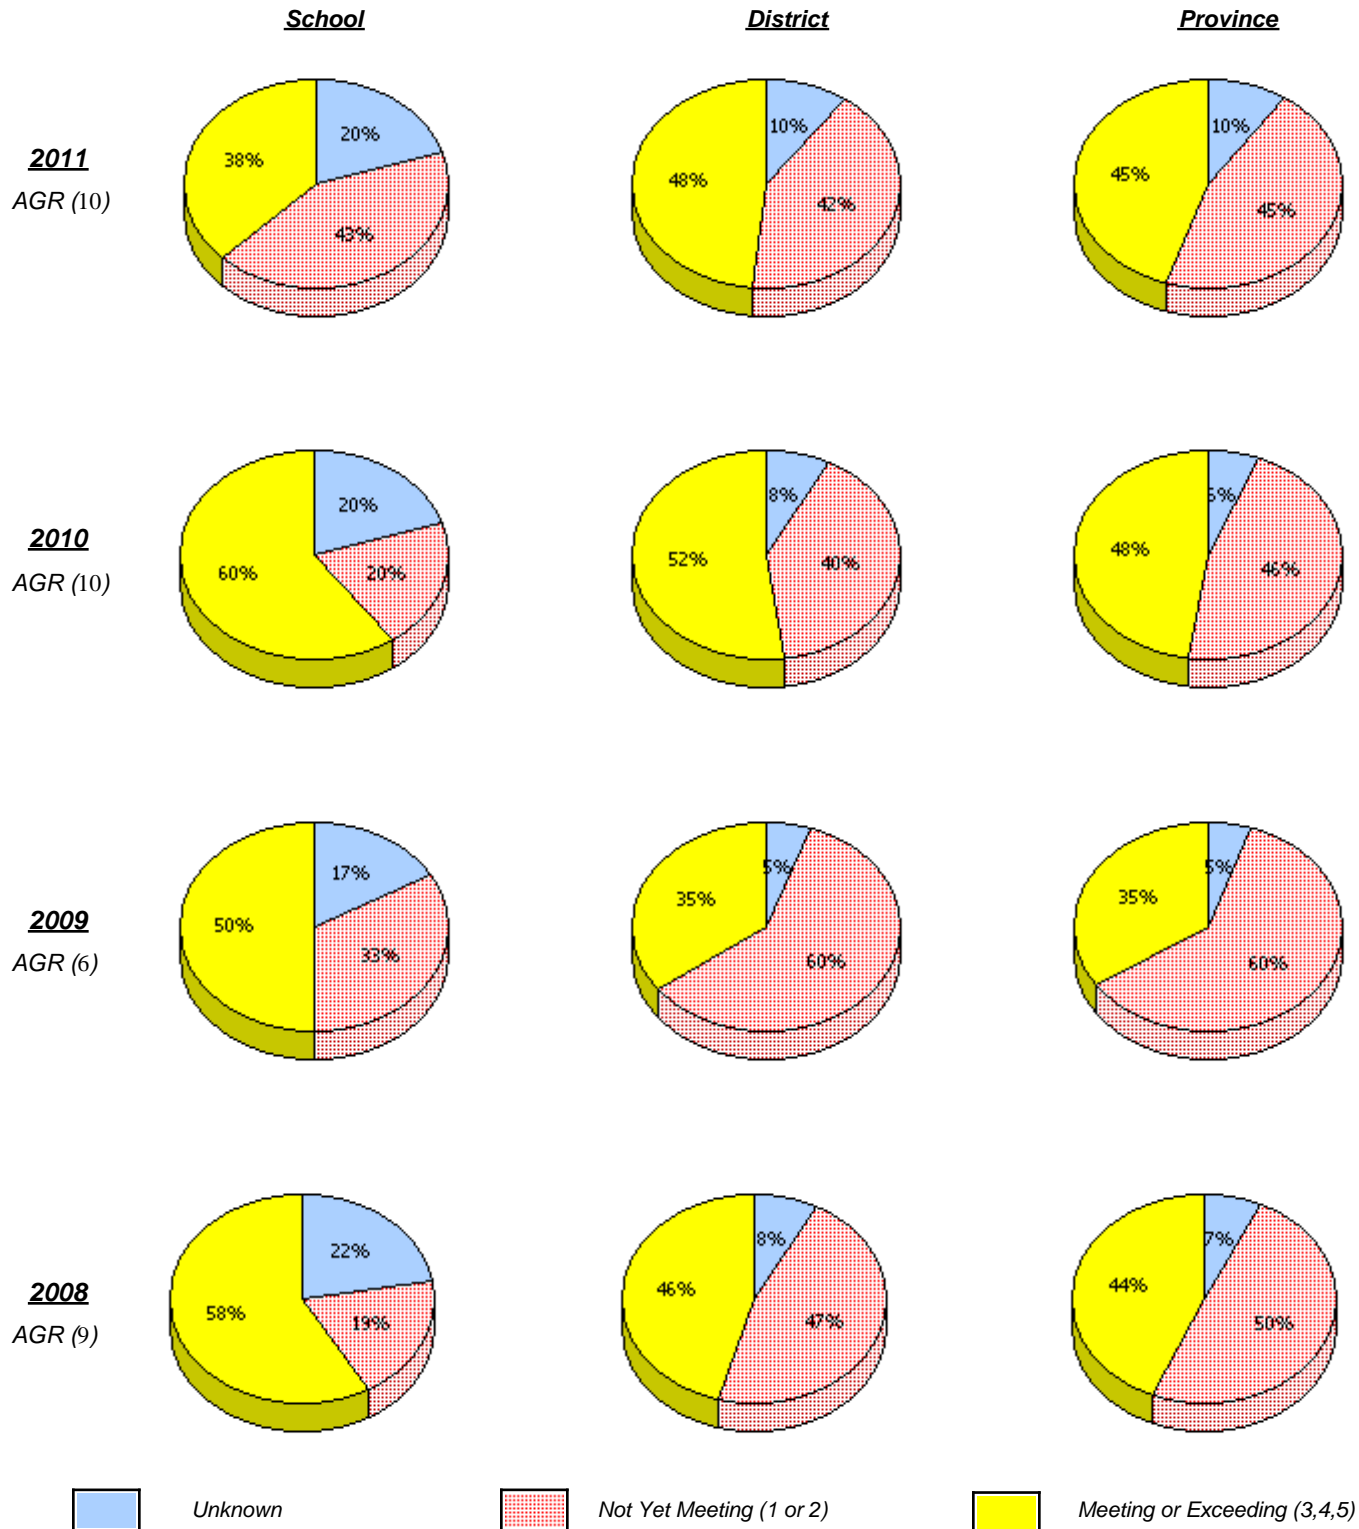 School District Province
20% 10% 10%
2011
38% 48% 45%
AGR (10)
43% 42% 45%
20% 8% 6%
2010
60% 52% 48%
AGR (10)
20% 40% 46%
17% 5% 5%
2009
50% 35% 35%
AGR (6)
33% 60% 60%
22% 8% 7%
2008
58% 46% 44%
AGR (9)
19% 47% 50%
Unknown Not Yet Meeting (1 or 2) Meeting or Exceeding (3,4,5)